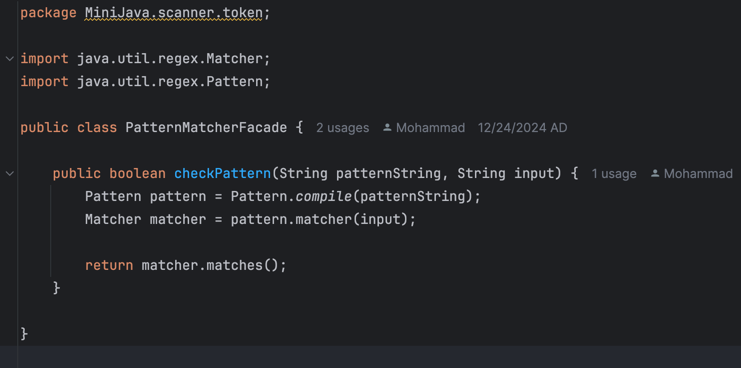 package MiniJava.scanner.token;
import java.util.regex.Matcher;
import java.util.regex.Pattern;
public class PatternMatcherFacade { 2 usages Mohammad 12/24/2024 AD
public boolean checkPattern(String patternString, String input) { 1 usage Mohammad
Pattern pattern = Pattern.compile(patternString);
Matcher matcher = pattern.matcher(input);
return matcher.matches();
}
}